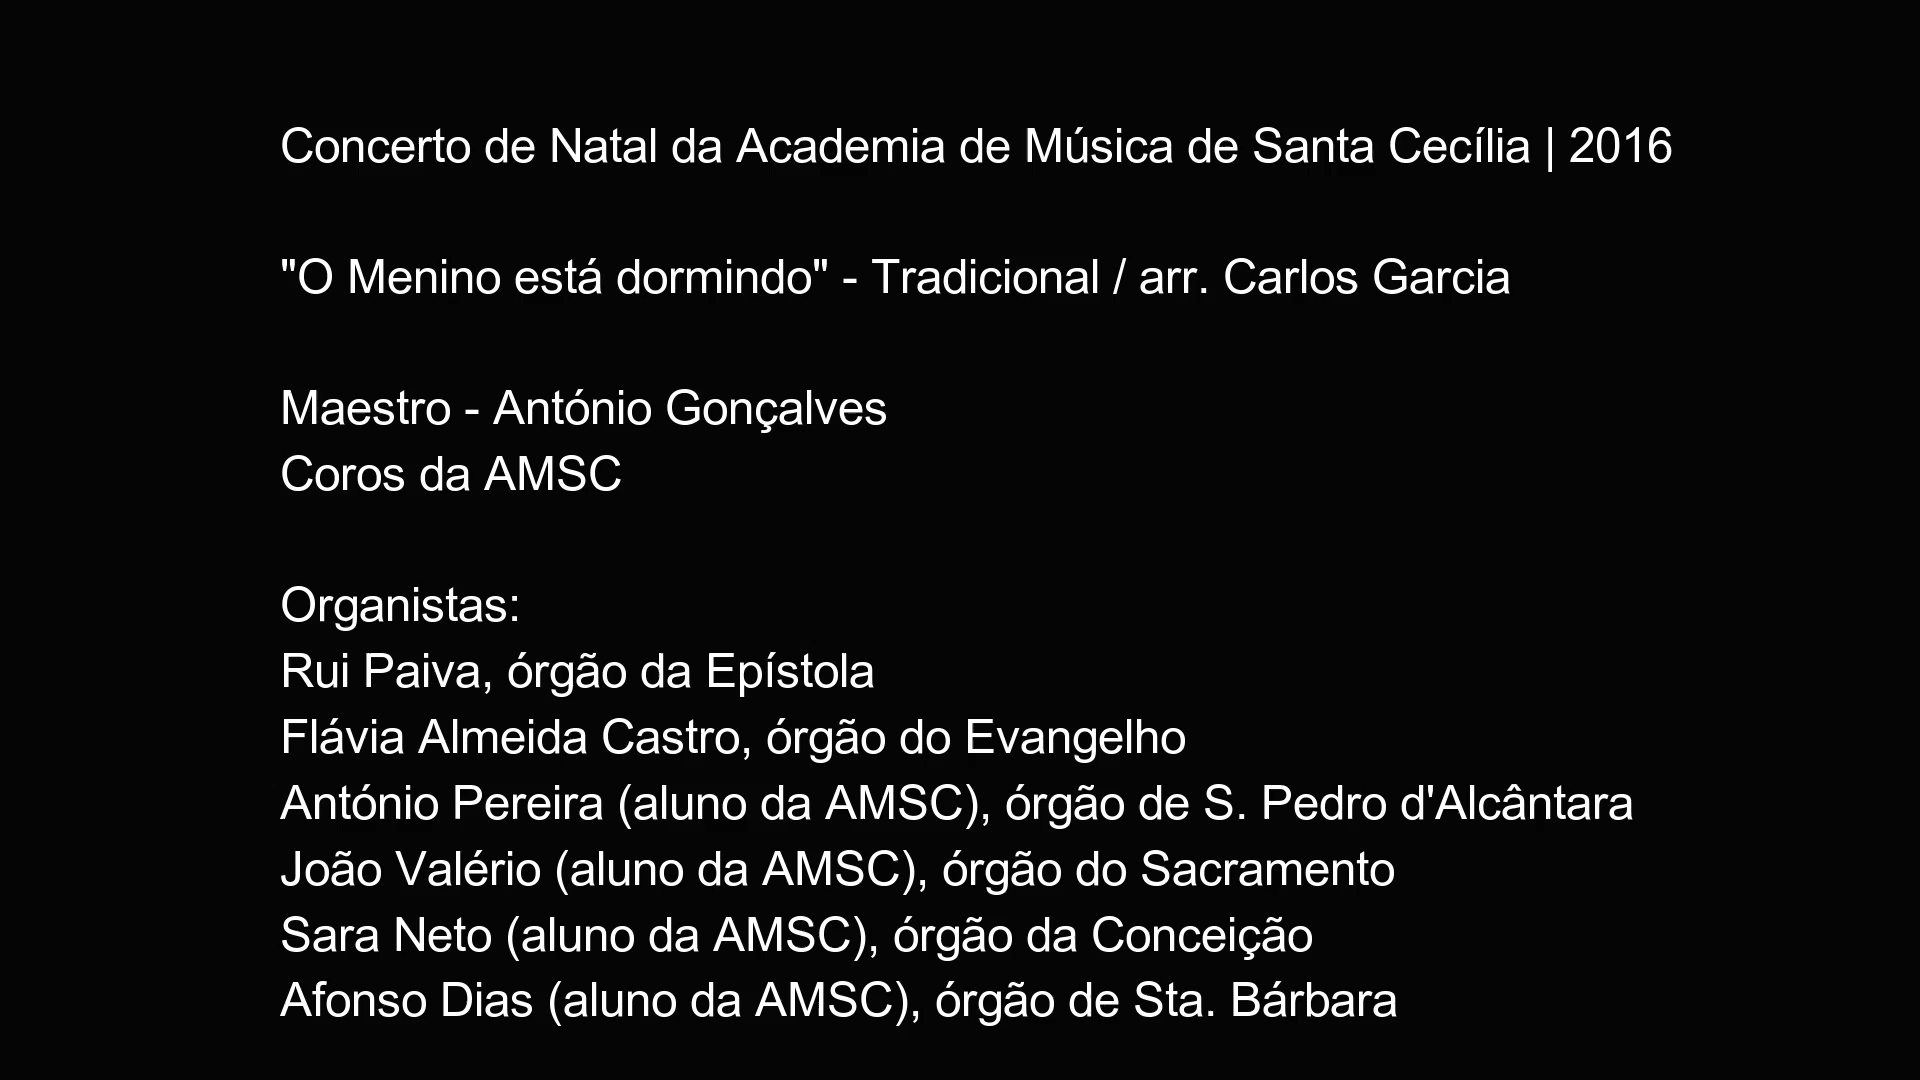 Concerto de Natal da Academia de Música de Santa Cecília | 2016
"O Menino está dormindo" - Tradicional / arr. Carlos Garcia
Maestro - António Gonçalves
Coros da AMSC
Organistas:
Rui Paiva, órgão da Epístola
Flávia Almeida Castro, órgão do Evangelho
António Pereira (aluno da AMSC), órgão de S. Pedro d'Alcântara
João Valério (aluno da AMSC), órgão do Sacramento
Sara Neto (aluno da AMSC), órgão da Conceição
Afonso Dias (aluno da AMSC), órgão de Sta. Bárbara